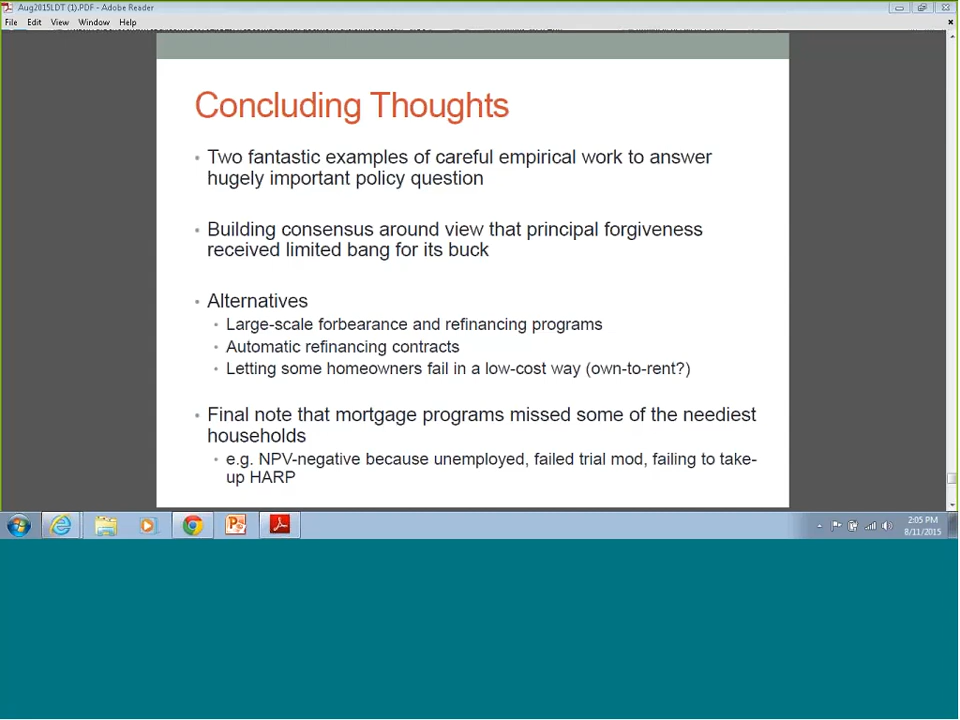 Aug2015LDT (1).PDF - Adobe Reader
File Edit View Window Help
Concluding Thoughts
• Two fantastic examples of careful empirical work to answer
hugely important policy question
• Building consensus around view that principal forgiveness
received limited bang for its buck
• Alternatives
• Large-scale forbearance and refinancing programs
• Automatic refinancing contracts
• Letting some homeowners fail in a low-cost way (own-to-rent?)
• Final note that mortgage programs missed some of the neediest
households
• e.g. NPV-negative because unemployed, failed trial mod, failing to take-
up HARP
2:05 PM
8/11/2015